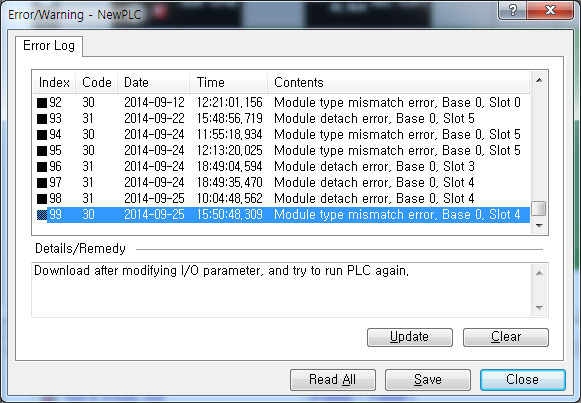 Error/Warning - NewPLC
Error Log
Index Code Date Time Contents
92 30 2014-09-12 12:21:01,156 Module type mismatch error, Base 0, Slot 0
93 31 2014-09-22 15:48:56,719 Module detach error, Base 0, Slot 5
94 30 2014-09-24 11:55:18,934 Module type mismatch error, Base 0, Slot 5
95 30 2014-09-24 12:13:20,025 Module type mismatch error, Base 0, Slot 5
96 31 2014-09-24 18:49:04,594 Module detach error, Base 0, Slot 3
97 31 2014-09-24 18:49:35,470 Module detach error, Base 0, Slot 4
98 31 2014-09-25 10:04:48,562 Module detach error, Base 0, Slot 4
99 30 2014-09-25 15:50:48,309 Module type mismatch error, Base 0, Slot 4
Details/Remedy
Download after modifying I/O parameter, and try to run PLC again,
Update Clear
Read All Save Close